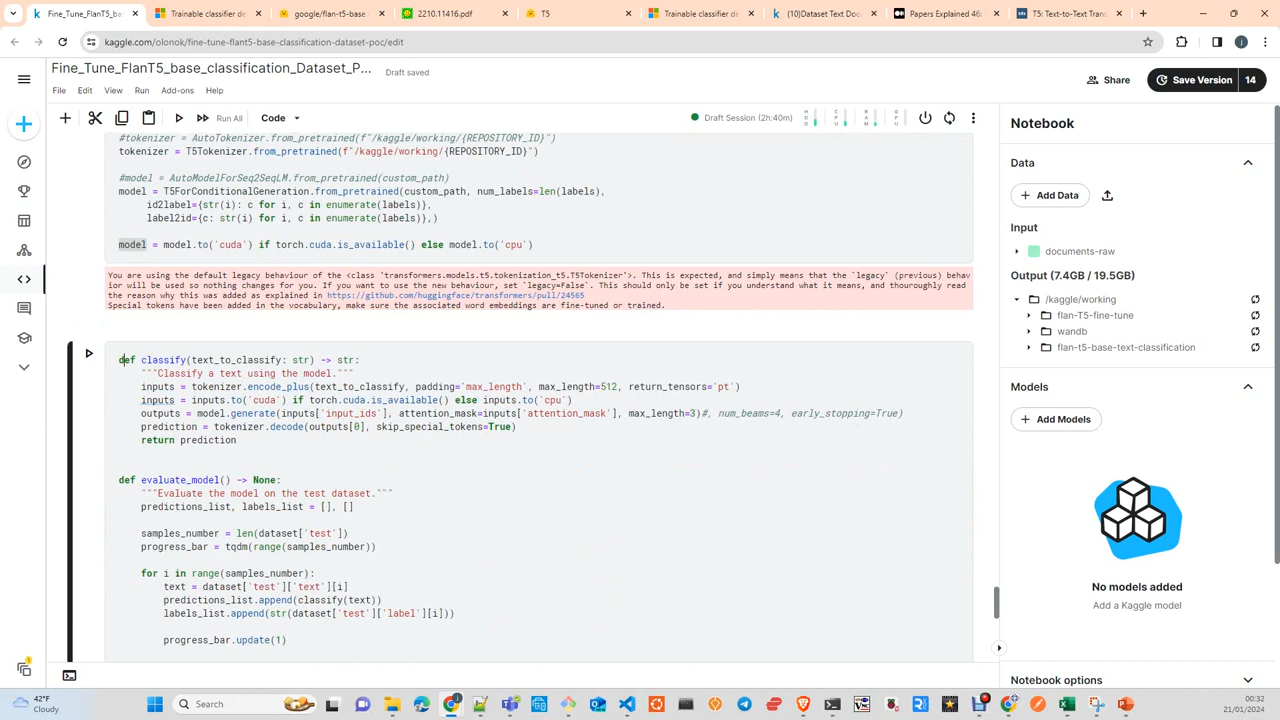 Fine_Tune_FlanT5_base_ Trainable classifier de google/flan-t5-base - 2210.11416.pdf T5 Trainable classifier de (10)Dataset Text Doc Papers Explained 46: T5: Text-to-Text Tran
kaggle.com/olonok/fine-tune-flant5-base-classification-dataset-poc/edit
Fine_Tune_FlanT5_base_classification_Dataset_P... Draft saved
File Edit View Run Add-ons Help
Share Save Version 14
Run All Code Draft Session (2h:40m)
HDD CPU RAM GPU
#tokenizer = AutoTokenizer.from_pretrained(f"/kaggle/working/{REPOSITORY_ID}")
tokenizer = T5Tokenizer.from_pretrained(f"/kaggle/working/{REPOSITORY_ID}")
#model = AutoModelForSeq2SeqLM.from_pretrained(custom_path)
model = T5ForConditionalGeneration.from_pretrained(custom_path, num_labels=len(labels),
id2label={str(i): c for i, c in enumerate(labels)},
label2id={c: str(i) for i, c in enumerate(labels)},)
model = model.to('cuda') if torch.cuda.is_available() else model.to('cpu')
You are using the default legacy behaviour of the <class 'transformers.models.t5.tokenization_t5.T5Tokenizer'>. This is expected, and simply means that the `legacy` (previous) behav
ior will be used so nothing changes for you. If you want to use the new behaviour, set `legacy=False`. This should only be set if you understand what it means, and thouroughly read
the reason why this was added as explained in https://github.com/huggingface/transformers/pull/24565
Special tokens have been added in the vocabulary, make sure the associated word embeddings are fine-tuned or trained.
def classify(text_to_classify: str) -> str:
"""Classify a text using the model."""
inputs = tokenizer.encode_plus(text_to_classify, padding='max_length', max_length=512, return_tensors='pt')
inputs = inputs.to('cuda') if torch.cuda.is_available() else inputs.to('cpu')
outputs = model.generate(inputs['input_ids'], attention_mask=inputs['attention_mask'], max_length=3)#, num_beams=4, early_stopping=True)
prediction = tokenizer.decode(outputs[0], skip_special_tokens=True)
return prediction
def evaluate_model() -> None:
"""Evaluate the model on the test dataset."""
predictions_list, labels_list = [], []
samples_number = len(dataset['test'])
progress_bar = tqdm(range(samples_number))
for i in range(samples_number):
text = dataset['test']['text'][i]
predictions_list.append(classify(text))
labels_list.append(str(dataset['test']['label'][i]))
progress_bar.update(1)
Notebook
Data
Add Data
Input
documents-raw
Output (7.4GB / 19.5GB)
/kaggle/working
flan-T5-fine-tune
wandb
flan-t5-base-text-classification
Models
Add Models
No models added
Add a Kaggle model
Notebook options
42°F
Cloudy
Search
00:32
21/01/2024